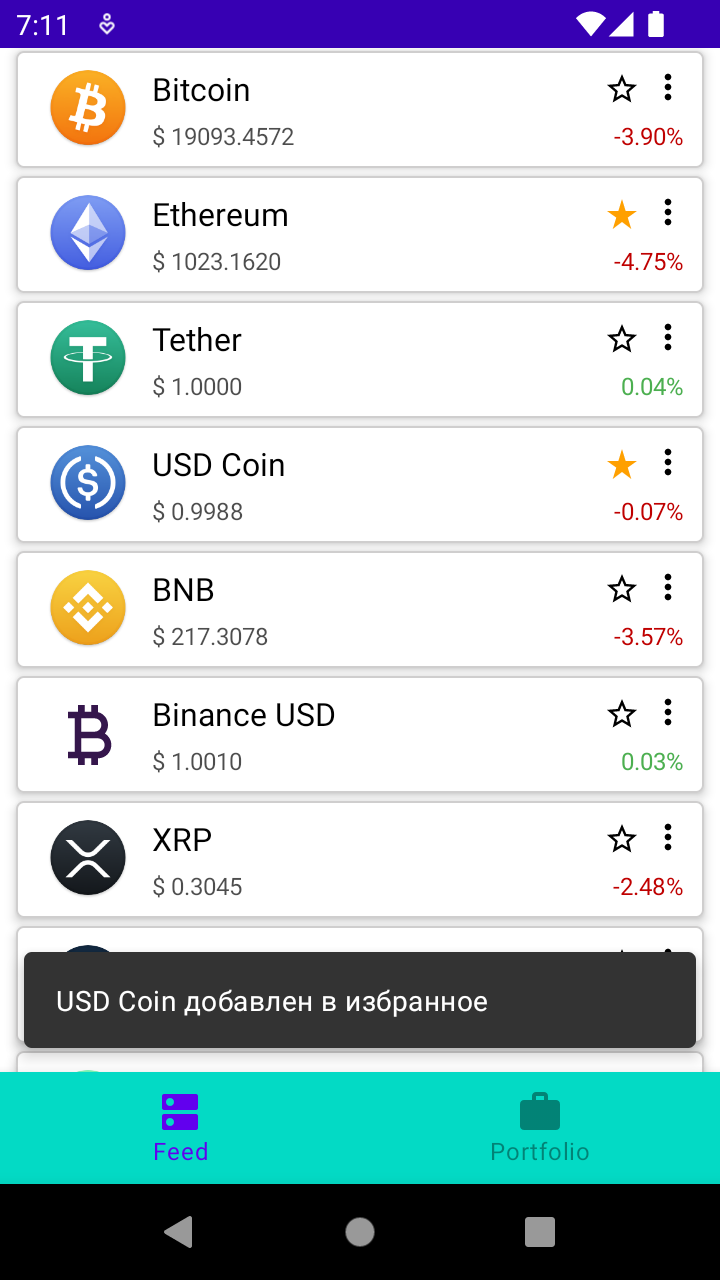 7:11
Bitcoin
$ 19093.4572
-3.90%
Ethereum
$ 1023.1620
-4.75%
Tether
$ 1.0000
0.04%
USD Coin
$ 0.9988
-0.07%
BNB
$ 217.3078
-3.57%
Binance USD
$ 1.0010
0.03%
XRP
$ 0.3045
-2.48%
USD Coin добавлен в избранное
Feed
Portfolio